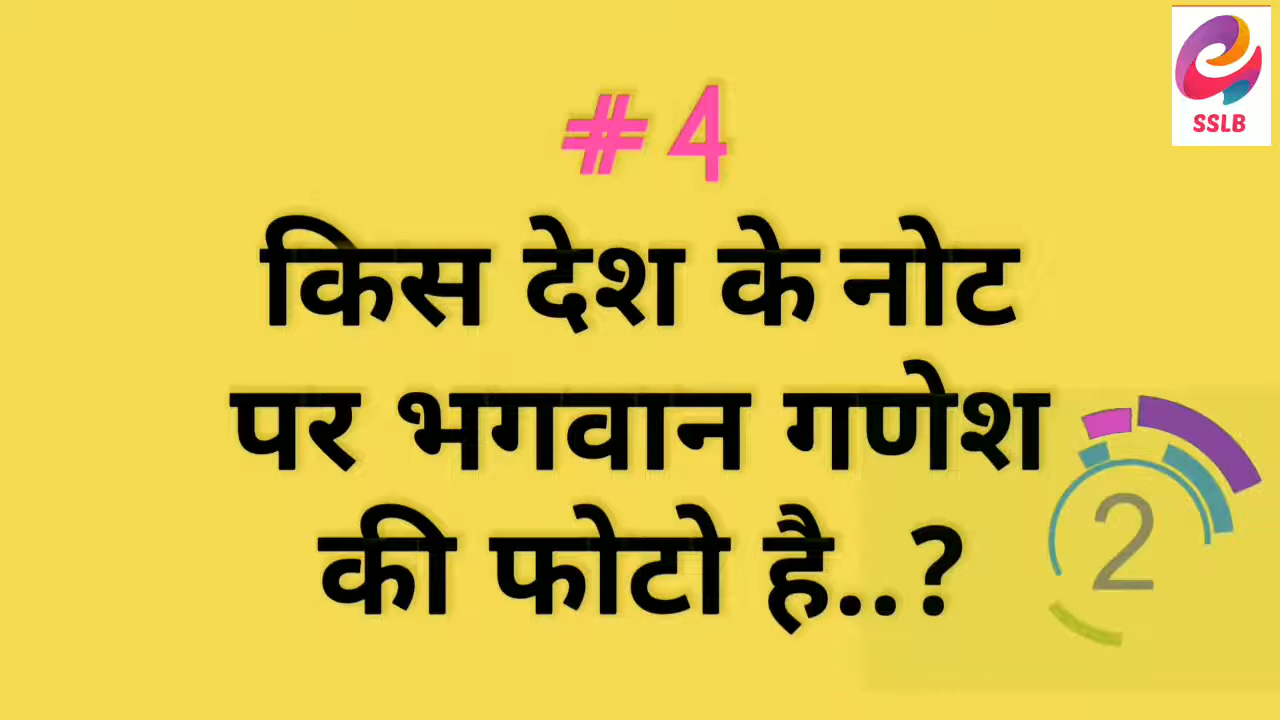 SSLB
#4
किस देश के नोट
पर भगवान गणेश
की फोटो है..?
2